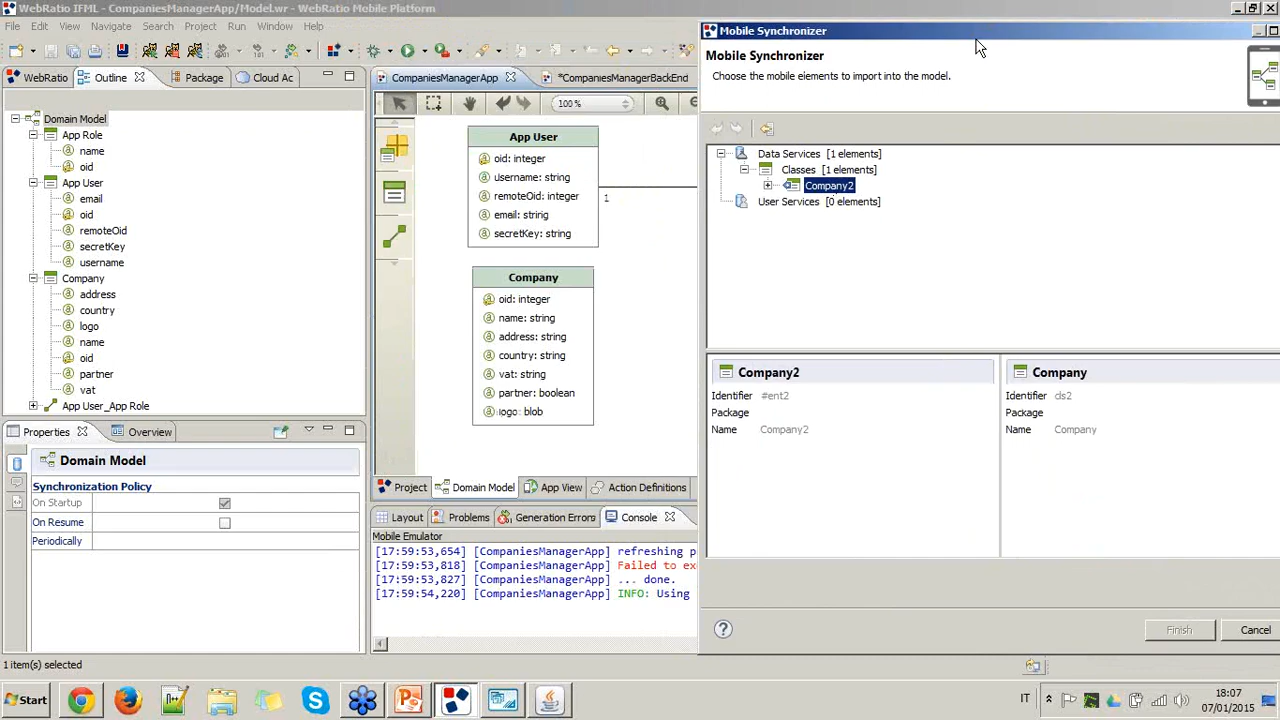 WebRatio IFML - CompaniesManagerApp/Model.wr - WebRatio Mobile Platform
File Edit View Navigate Search Project Run Window Help
100 %
WebRatio Outline Package Cloud Ac
Domain Model
App Role
name
oid
App User
email
oid
remoteOid
secretKey
username
Company
address
country
logo
name
oid
partner
vat
App User_App Role
Properties Overview
Domain Model
Synchronization Policy
On Startup
On Resume
Periodically
1 item(s) selected
CompaniesManagerApp *CompaniesManagerBackEnd
App User
oid: integer
username: string
remoteOid: integer
email: string
secretKey: string
1
Company
oid: integer
name: string
address: string
country: string
vat: string
partner: boolean
logo: blob
Project Domain Model App View Action Definitions
Layout Problems Generation Errors Console
Mobile Emulator
[17:59:53,654] [CompaniesManagerApp] refreshing p
[17:59:53,818] [CompaniesManagerApp] Failed to ex
[17:59:53,827] [CompaniesManagerApp] ... done.
[17:59:54,220] [CompaniesManagerApp] INFO: Using
Mobile Synchronizer
Mobile Synchronizer
Choose the mobile elements to import into the model.
Data Services [1 elements]
Classes [1 elements]
Company2
User Services [0 elements]
Company2
Identifier #ent2
Package
Name Company2
Company
Identifier cls2
Package
Name Company
Finish Cancel
Start
IT
18:07
07/01/2015